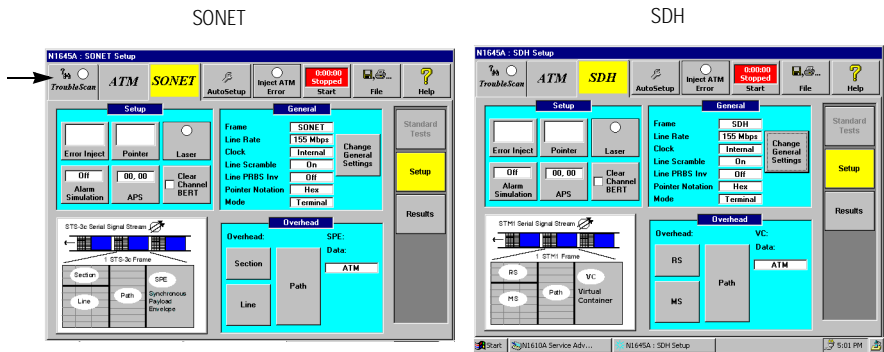 SONET
N1645A : SONET Setup
TroubleScan
ATM
SONET
AutoSetup
Inject ATM
Error
0:00:00
Stopped
Start
File
Help
Setup
Error Inject
Pointer
Laser
Off
Alarm
Simulation
00, 00
APS
Clear
Channel
BERT
General
Frame SONET
Line Rate 155 Mbps
Clock Internal
Line Scramble On
Line PRBS Inv Off
Pointer Notation Hex
Mode Terminal
Change
General
Settings
Standard
Tests
Setup
Results
STS-3c Serial Signal Stream
1 STS-3c Frame
Section
Line
Path
SPE
Synchronous
Payload
Envelope
Overhead
Overhead:
Section
Line
Path
SPE:
Data:
ATM
SDH
N1645A : SDH Setup
TroubleScan
ATM
SDH
AutoSetup
Inject ATM
Error
0:00:00
Stopped
Start
File
Help
Setup
Error Inject
Pointer
Laser
Off
Alarm
Simulation
00, 00
APS
Clear
Channel
BERT
General
Frame SDH
Line Rate 155 Mbps
Clock Internal
Line Scramble On
Line PRBS Inv Off
Pointer Notation Hex
Mode Terminal
Change
General
Settings
Standard
Tests
Setup
Results
STM1 Serial Signal Stream
1 STM1 Frame
RS
MS
Path
VC
Virtual
Container
Overhead
Overhead:
RS
MS
Path
VC:
Data:
ATM
Start
N1610A Service Adv...
N1645A : SDH Setup
5:01 PM